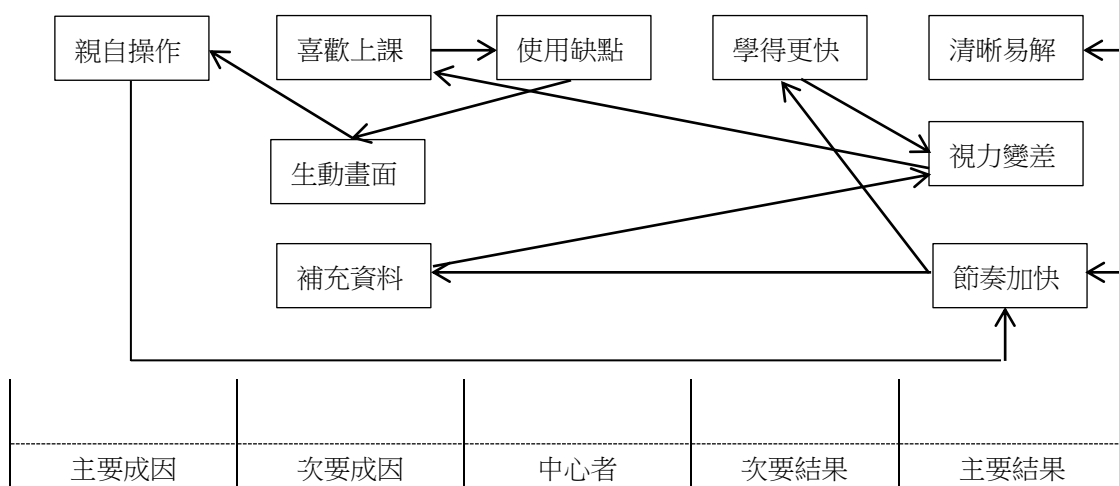 親自操作
喜歡上課
使用缺點
學得更快
清晰易解
視力變差
生動畫面
補充資料
節奏加快
主要成因
次要成因
中心者
次要結果
主要結果